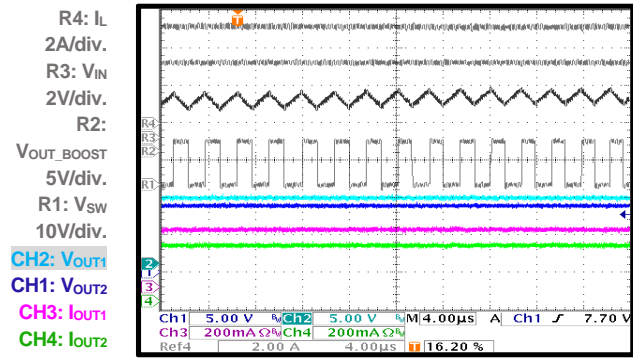 R4: IL
2A/div.
R3: VIN
2V/div.
R2:
VOUT_BOOST
5V/div.
R1: VSW
10V/div.
CH2: VOUT1
CH1: VOUT2
CH3: IOUT1
CH4: IOUT2
T
R4
R3
R2
R1
2
1
3
4
Ch1 5.00 V Ch2 5.00 V M 4.00µs A Ch1 7.70 V
Ch3 200mAΩ Ch4 200mAΩ
Ref4 2.00 A 4.00µs T 16.20 %